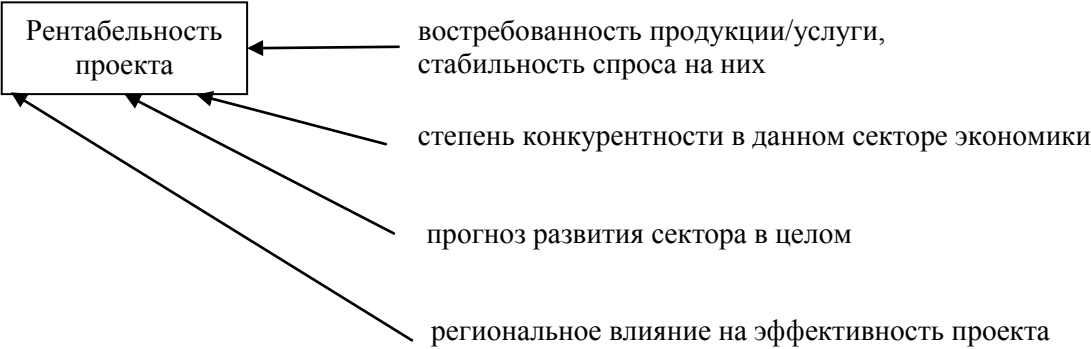 Рентабельность
проекта
востребованность продукции/услуги,
стабильность спроса на них
степень конкурентности в данном секторе экономики
прогноз развития сектора в целом
региональное влияние на эффективность проекта